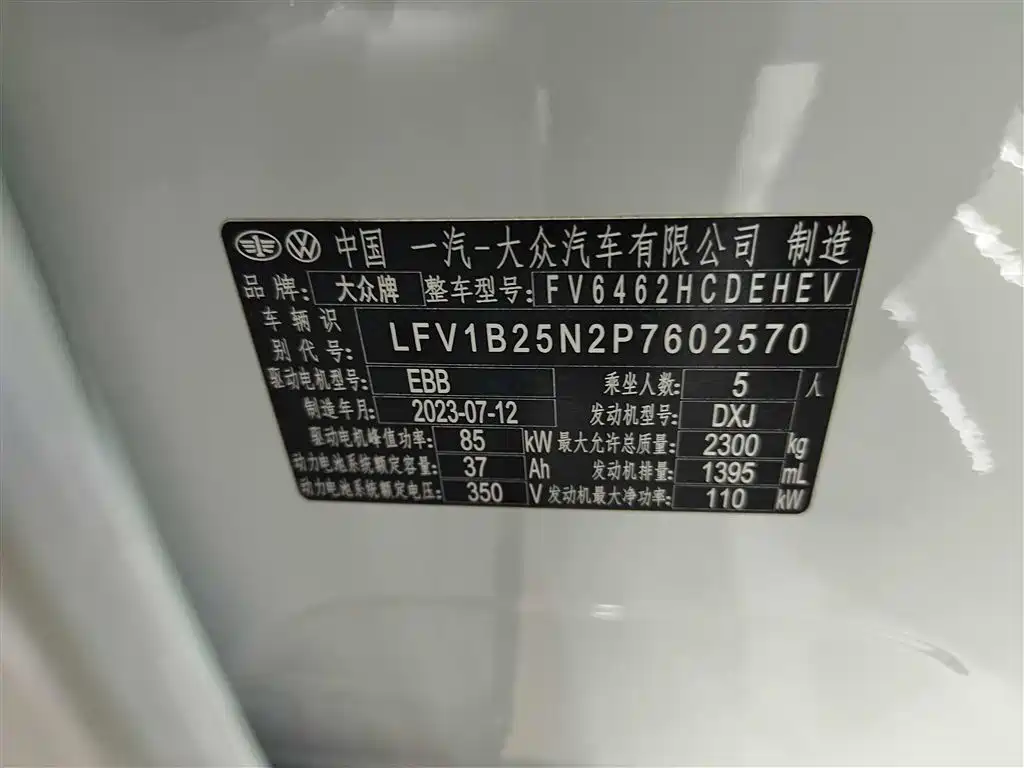 中国 一汽-大众汽车有限公司 制造
品牌: 大众牌 整车型号: FV6462HCDEHEV
车辆识别代号: LFV1B25N2P7602570
驱动电机型号: EBB 乘坐人数: 5 人
制造年月: 2023-07-12 发动机型号: DXJ
驱动电机峰值功率: 85 kW 最大允许总质量: 2300 kg
动力电池系统额定容量: 37 Ah 发动机排量: 1395 mL
动力电池系统额定电压: 350 V 发动机最大净功率: 110 kW